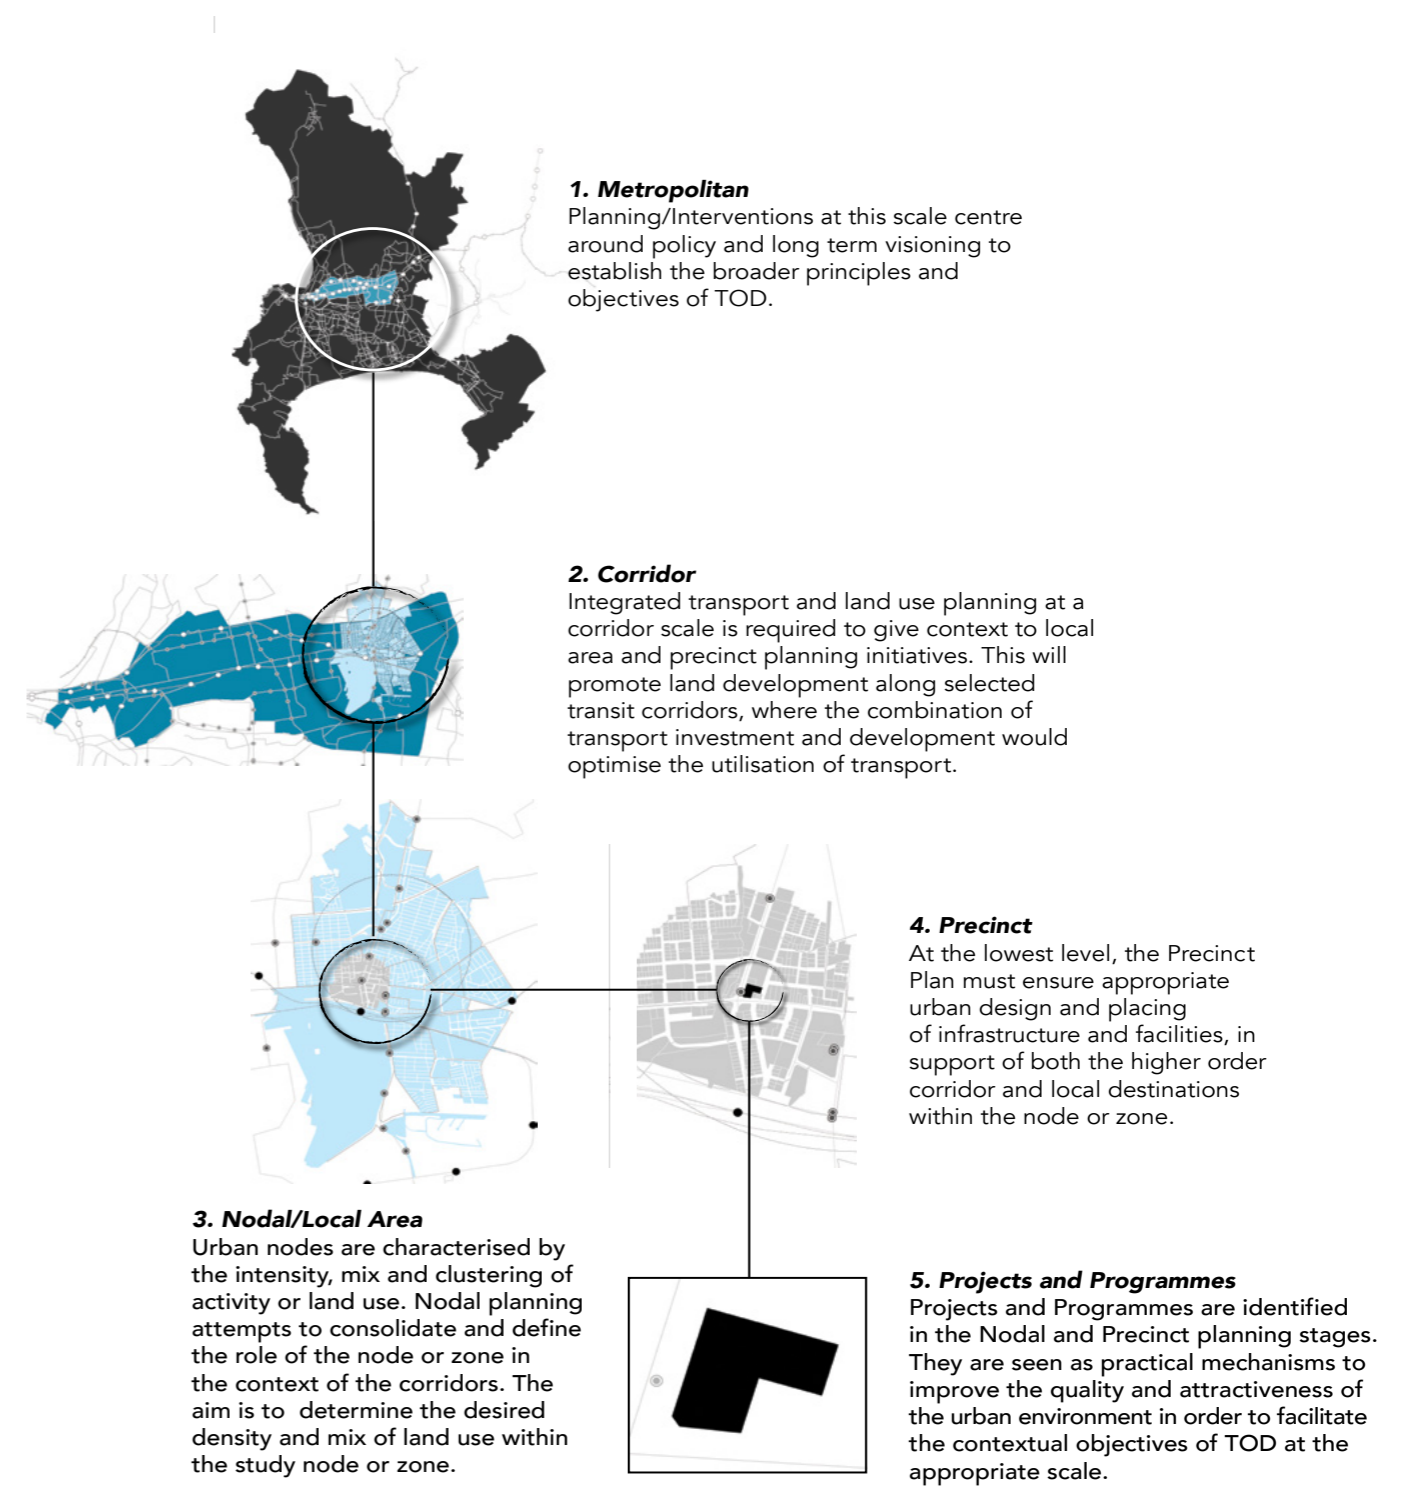 1. Metropolitan
Planning/Interventions at this scale centre
around policy and long term visioning to
establish the broader principles and
objectives of TOD.
2. Corridor
Integrated transport and land use planning at a
corridor scale is required to give context to local
area and precinct planning initiatives. This will
promote land development along selected
transit corridors, where the combination of
transport investment and development would
optimise the utilisation of transport.
3. Nodal/Local Area
Urban nodes are characterised by
the intensity, mix and clustering of
activity or land use. Nodal planning
attempts to consolidate and define
the role of the node or zone in
the context of the corridors. The
aim is to determine the desired
density and mix of land use within
the study node or zone.
4. Precinct
At the lowest level, the Precinct
Plan must ensure appropriate
urban design and placing
of infrastructure and facilities, in
support of both the higher order
corridor and local destinations
within the node or zone.
5. Projects and Programmes
Projects and Programmes are identified
in the Nodal and Precinct planning stages.
They are seen as practical mechanisms to
improve the quality and attractiveness of
the urban environment in order to facilitate
the contextual objectives of TOD at the
appropriate scale.